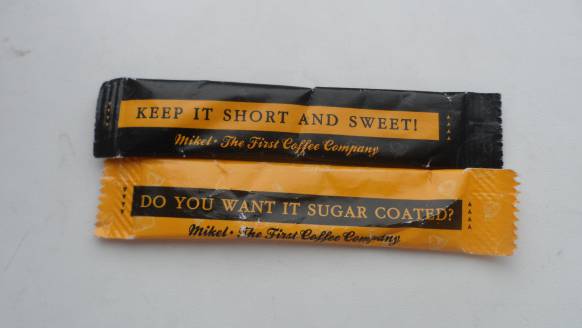 KEEP IT SHORT AND SWEET!
Mikel • The First Coffee Company
DO YOU WANT IT SUGAR COATED?
Mikel • The First Coffee Company